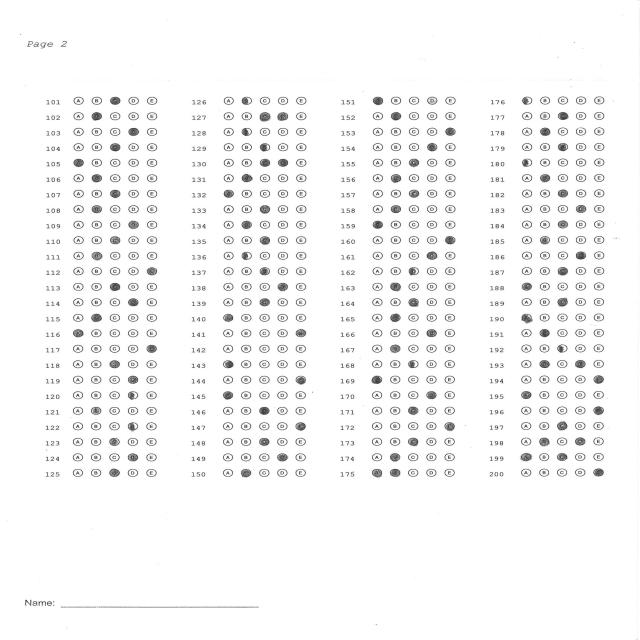 Page 2
101 A B D E 126 A C D E 151 B C D E 176 B C D E
102 A C D E 127 A B E 152 A C D E 177 A B D E
103 A B C E 128 A C D E 153 A B C D 178 A C D E
104 A B D E 129 A B D E 154 A B C E 179 A B D E
105 B C D E 130 A B E 155 A B D E 180 B C D E
106 A C D E 131 A C D E 156 A C D E 181 A C D E
107 A B D E 132 B C D E 157 A B D E 182 A B D E
108 A C D E 133 A B D E 158 A C D E 183 A B C E
109 A B C E 134 A C D E 159 B C D E 184 A B D E
110 A B D E 135 A B D E 160 A B C D 185 A C D E
111 A C D E 136 A C D E 161 A B C E 186 A B C E
112 A B C D 137 A B D E 162 A B D E 187 A B D E
113 A B D E 138 A B C E 163 A C D E 188 B C D E
114 A B C E 139 A B D E 164 A B D E 189 A B D E
115 A C D E 140 B C D E 165 A C D E 190 B C D E
116 B C D E 141 A B C D 166 A B C E 191 A C D E
117 A B C D 142 A B C D E 167 A C D E 192 A B D E
118 A B D E 143 B C D E 168 A B D E 193 A C E
119 A B C E 144 A B C D 169 B C D E 194 A B C D
120 A B C E 145 B C D E 170 A B C E 195 B C D E
121 A C D E 146 A B D E 171 A B D E 196 A B C D
122 A B C E 147 A B C D 172 A B C D 197 A B D E
123 A B D E 148 A B D E 173 A B D E 198 A C E
124 A B C E 149 A B C E 174 A C D E 199 B D E
125 A B D E 150 A C D E 175 C D E 200 A B C D
Name: